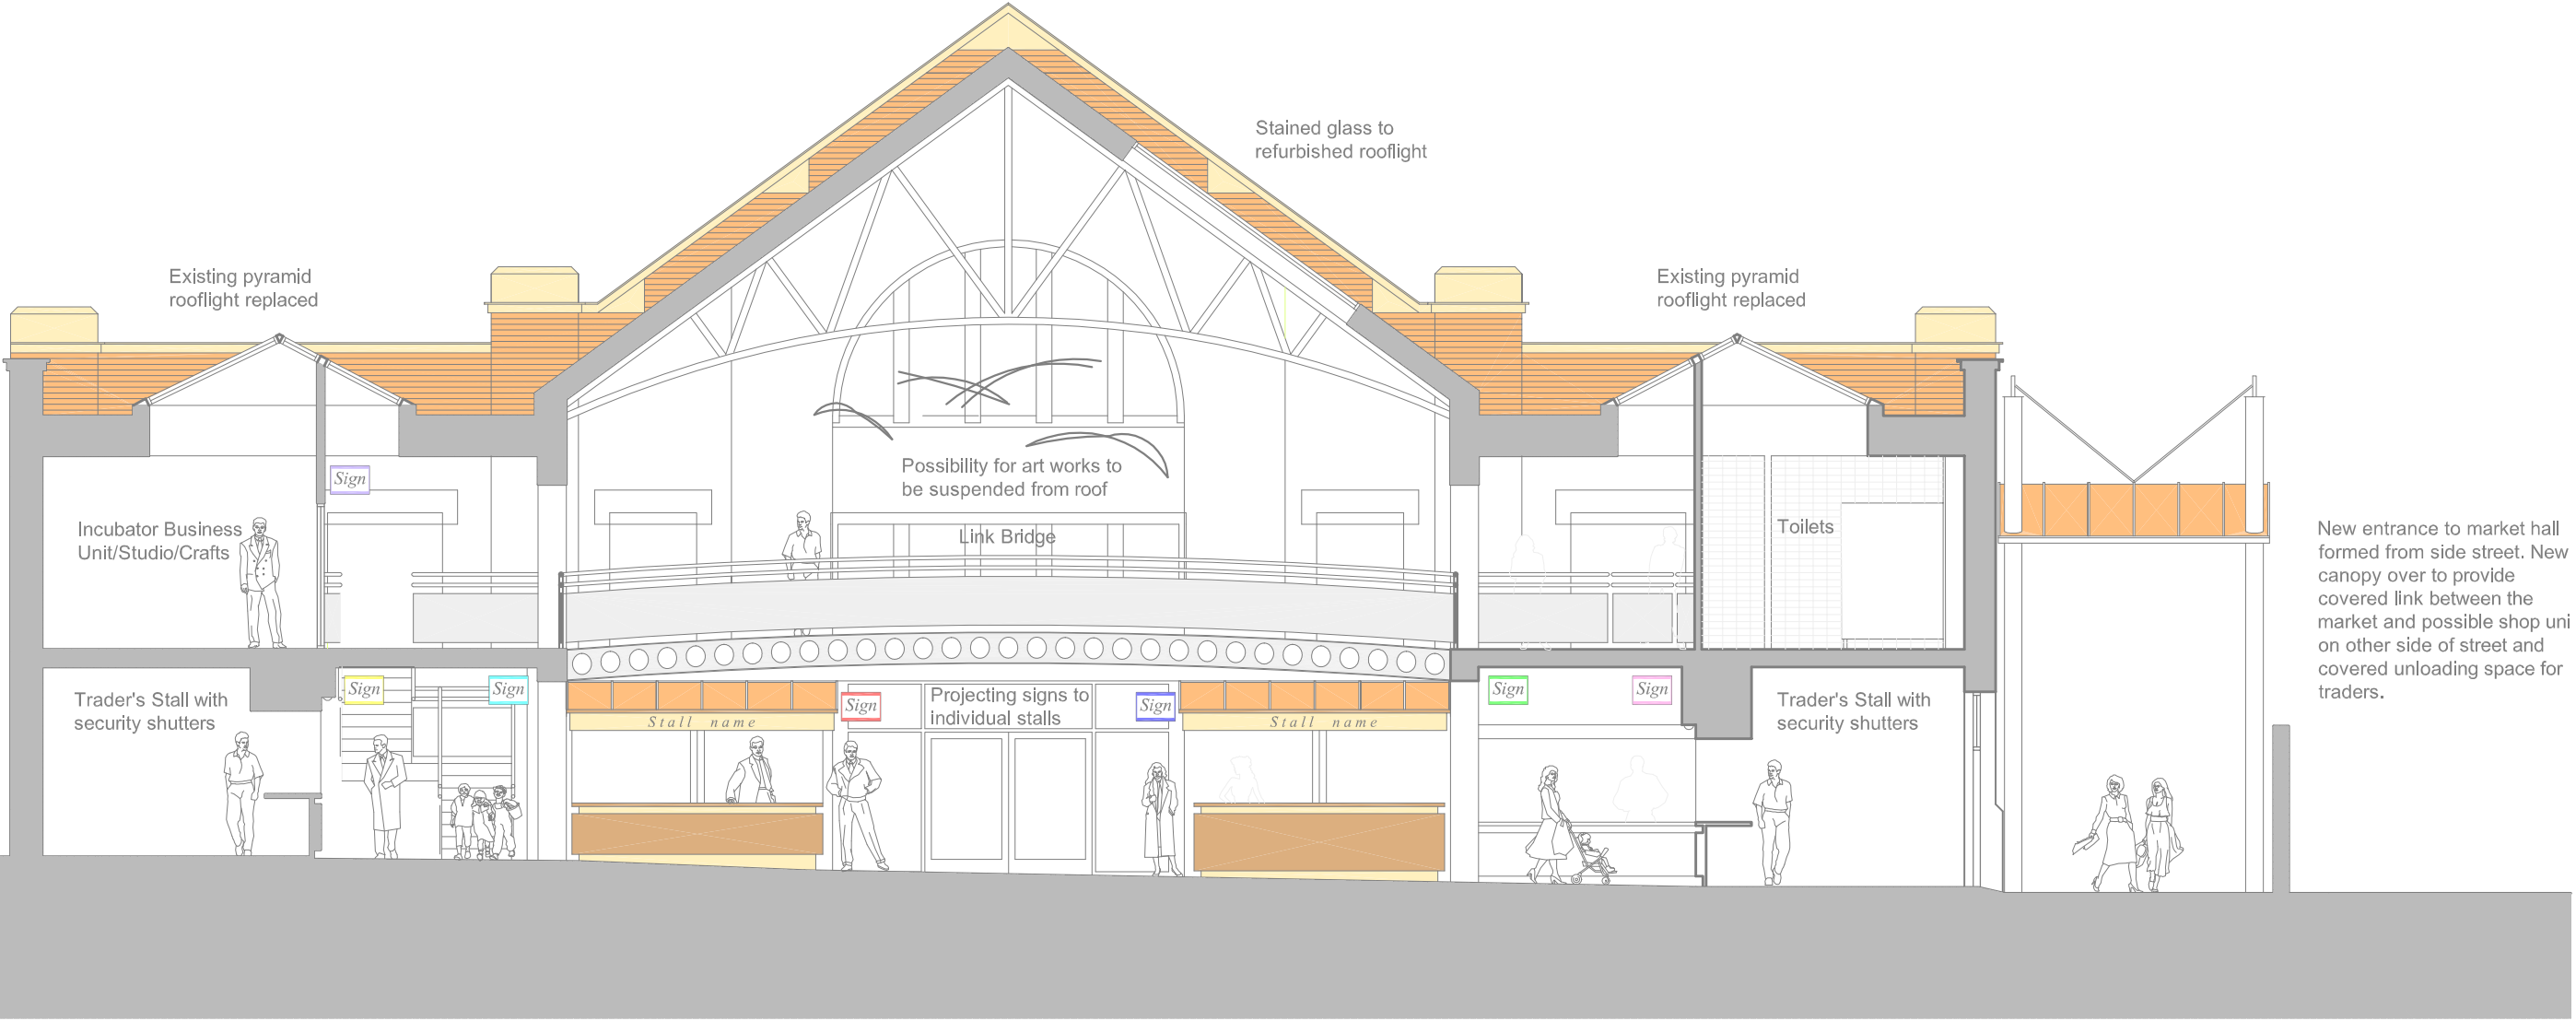 Stained glass to
refurbished rooflight
Existing pyramid
rooflight replaced
Existing pyramid
rooflight replaced
Possibility for art works to
be suspended from roof
Sign
Incubator Business
Unit/Studio/Crafts
Link Bridge
Toilets
New entrance to market hall
formed from side street. New
canopy over to provide
covered link between the
market and possible shop uni
on other side of street and
covered unloading space for
traders.
Trader's Stall with
security shutters
Sign
Sign
Stall name
Sign
Projecting signs to
individual stalls
Sign
Stall name
Sign
Sign
Trader's Stall with
security shutters